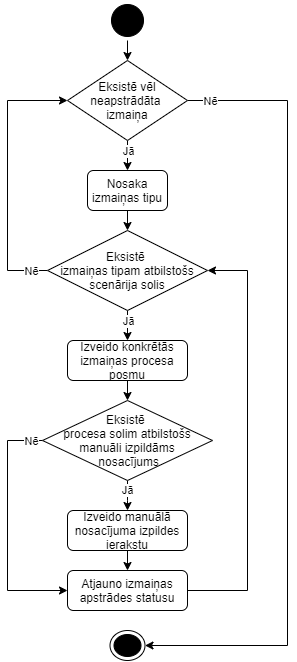 Eksistē vēl
neapstrādāta
izmaiņa
Nē
Jā
Nosaka
izmaiņas tipu
Eksistē
izmaiņas tipam atbilstošs
scenārija solis
Nē
Jā
Izveido konkrētās
izmaiņas procesa
posmu
Eksistē
procesa solim atbilstošs
manuāli izpildāms
nosacījums
Nē
Jā
Izveido manuālā
nosacījuma izpildes
ierakstu
Atjauno izmaiņas
apstrādes statusu